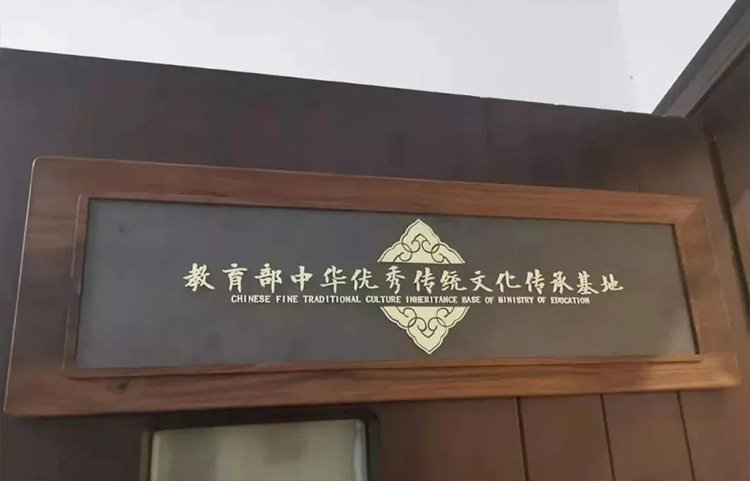 教育部中华优秀传统文化传承基地
CHINESE FINE TRADITIONAL CULTURE INHERITANCE BASE OF MINISTRY OF EDUCATION